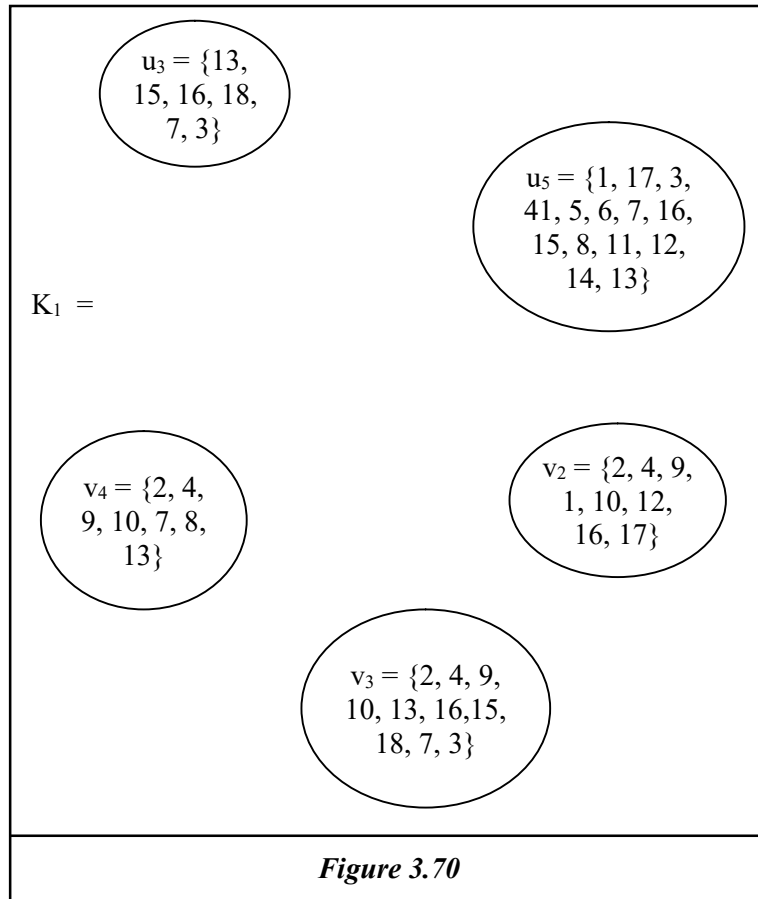 u₃ = {13,
15, 16, 18,
7, 3}
u₅ = {1, 17, 3,
41, 5, 6, 7, 16,
15, 8, 11, 12,
14, 13}
K₁ =
v₄ = {2, 4,
9, 10, 7, 8,
13}
v₂ = {2, 4, 9,
1, 10, 12,
16, 17}
v₃ = {2, 4, 9,
10, 13, 16,15,
18, 7, 3}
Figure 3.70